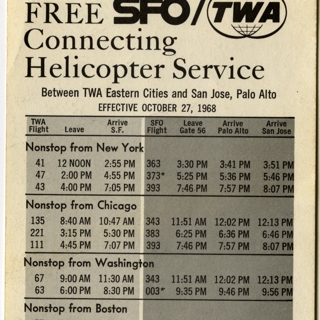 FREE SFO/TWA
Connecting
Helicopter Service
Between TWA Eastern Cities and San Jose, Palo Alto
EFFECTIVE OCTOBER 27, 1968
TWA Flight Leave Arrive S.F. SFO Flight Leave Gate 56 Arrive Palo Alto Arrive San Jose
Nonstop from New York
41 12 NOON 2:55 PM 363 3:30 PM 3:41 PM 3:51 PM
47 2:00 PM 4:55 PM 373* 5:25 PM 5:36 PM 5:46 PM
43 4:00 PM 7:05 PM 393 7:46 PM 7:57 PM 8:07 PM
Nonstop from Chicago
135 8:40 AM 10:47 AM 343 11:51 AM 12:02 PM 12:13 PM
221 3:15 PM 5:30 PM 383 6:25 PM 6:36 PM 6:46 PM
111 4:45 PM 7:07 PM 393 7:46 PM 7:57 PM 8:07 PM
Nonstop from Washington
67 9:00 AM 11:30 AM 343 11:51 AM 12:02 PM 12:13 PM
63 6:00 PM 8:30 PM 003* 9:35 PM 9:46 PM 9:56 PM
Nonstop from Boston